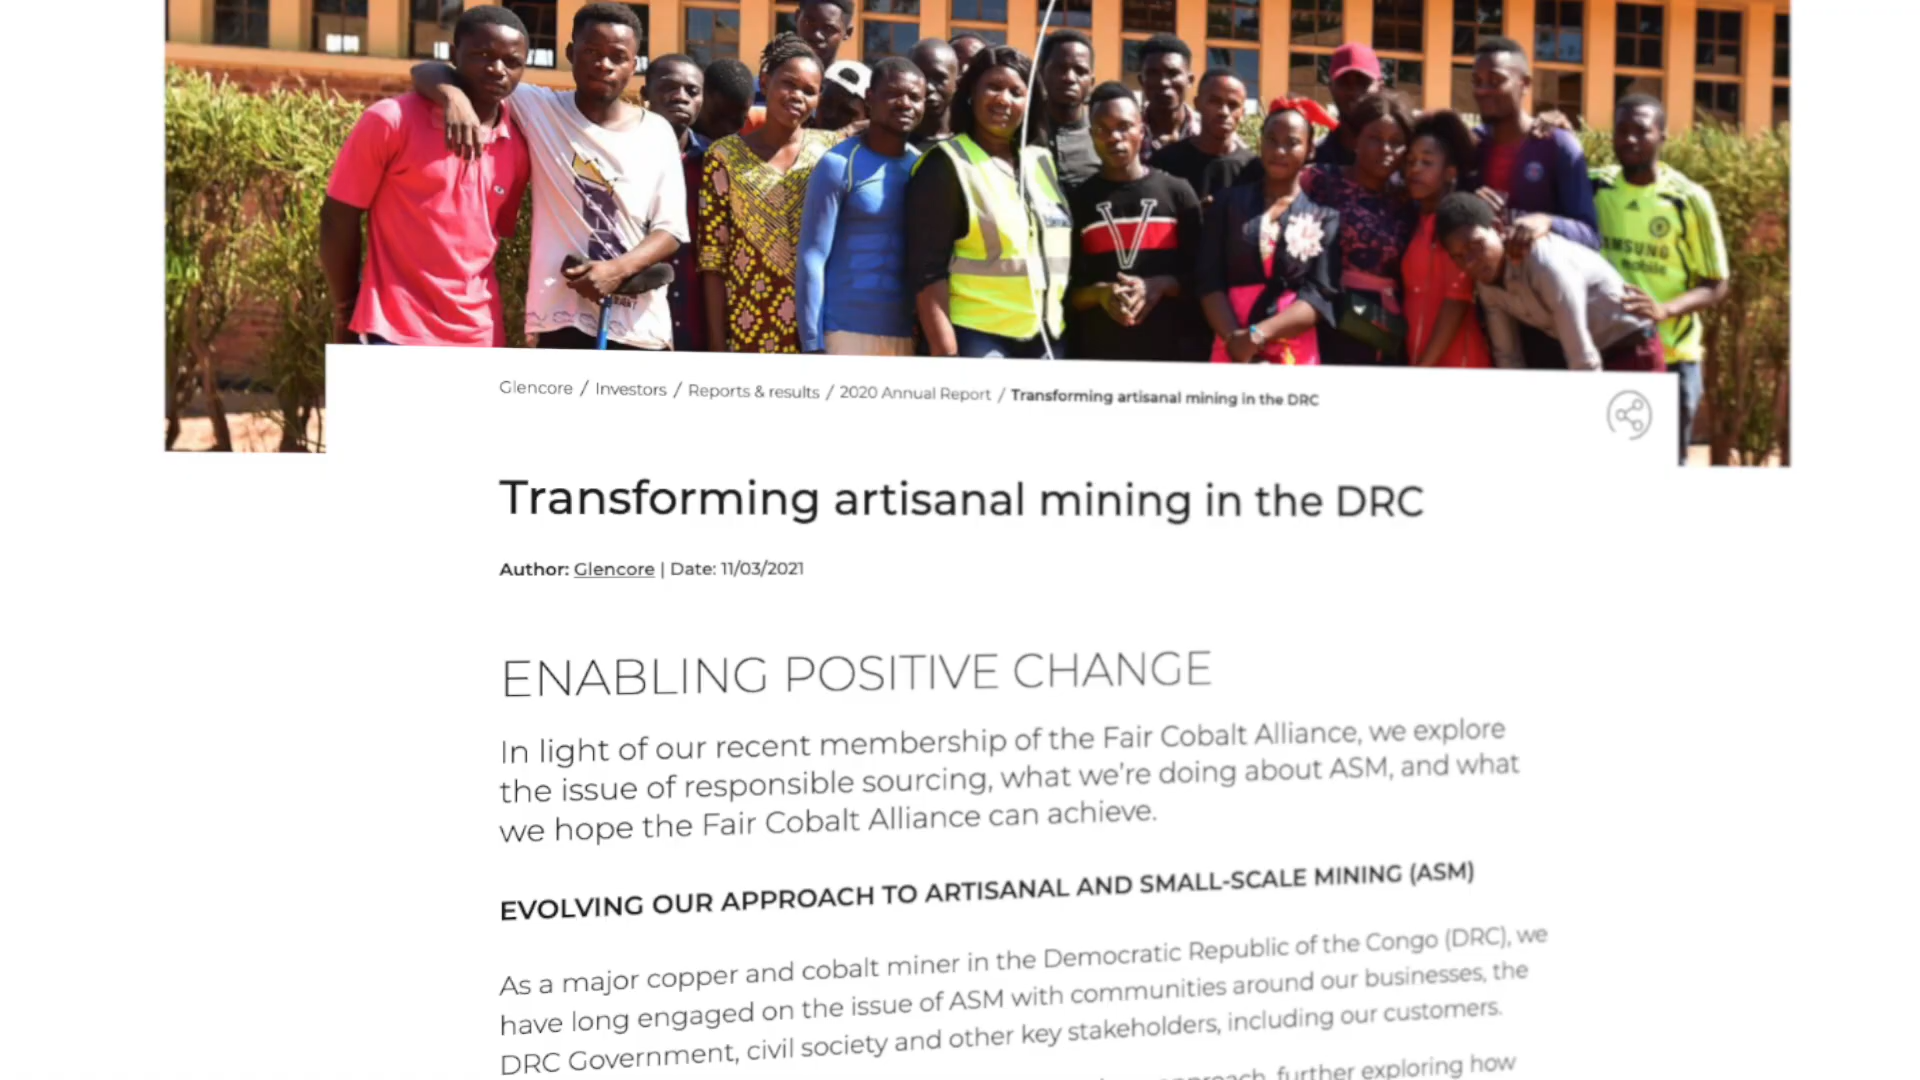 V
SAMSUNG
mobile
Glencore / Investors / Reports & results / 2020 Annual Report / Transforming artisanal mining in the DRC
Transforming artisanal mining in the DRC
Author: Glencore | Date: 11/03/2021
ENABLING POSITIVE CHANGE
In light of our recent membership of the Fair Cobalt Alliance, we explore
the issue of responsible sourcing, what we're doing about ASM, and what
we hope the Fair Cobalt Alliance can achieve.
EVOLVING OUR APPROACH TO ARTISANAL AND SMALL-SCALE MINING (ASM)
As a major copper and cobalt miner in the Democratic Republic of the Congo (DRC), we
have long engaged on the issue of ASM with communities around our businesses, the
DRC Government, civil society and other key stakeholders, including our customers.
approach, further exploring how